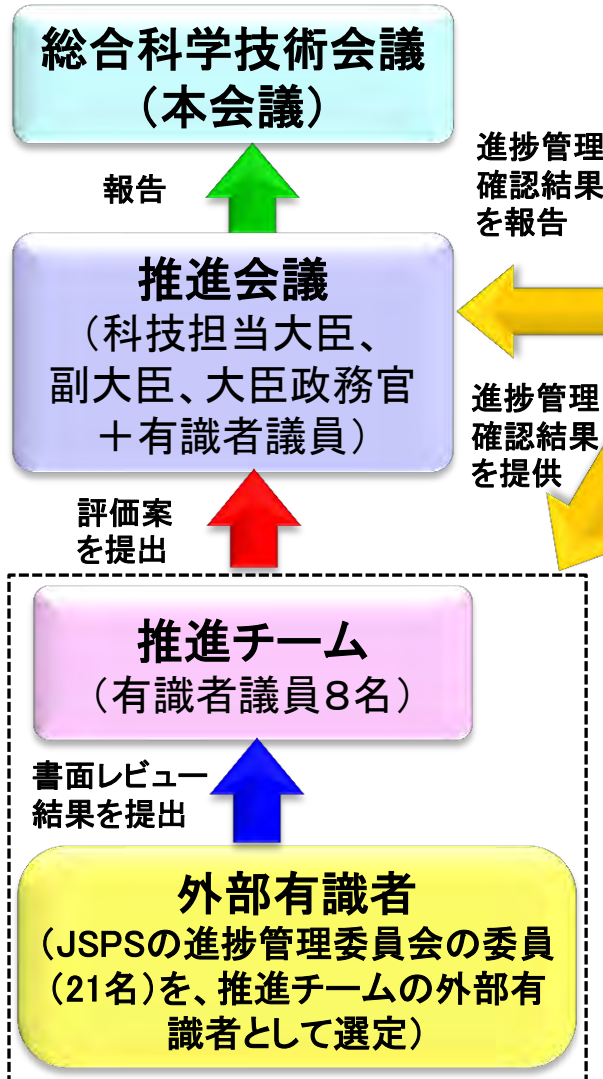 総合科学技術会議
（本会議）
報告
進捗管理
確認結果
を報告
推進会議
（科技担当大臣、
副大臣、大臣政務官
＋有識者議員）
進捗管理
確認結果
を提供
評価案
を提出
推進チーム
（有識者議員８名）
書面レビュー
結果を提出
外部有識者
（JSPSの進捗管理委員会の委員
（21名）を、推進チームの外部有
識者として選定）